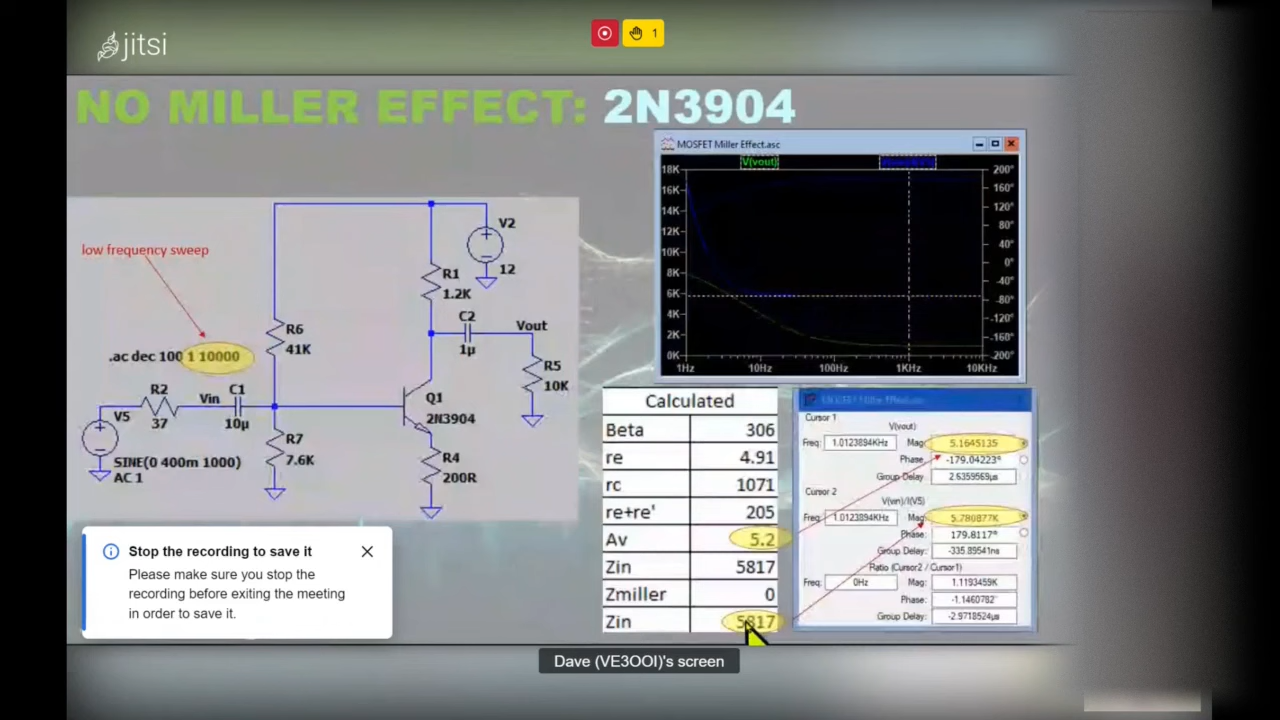 jitsi
1
NO MILLER EFFECT: 2N3904
MOSFET Miller Effect.asc
V(vout)
18K
16K
14K
12K
10K
8K
6K
4K
2K
0K
200°
160°
120°
80°
40°
0°
-40°
-80°
-120°
-160°
-200°
1Hz
10Hz
100Hz
1KHz
10KHz
low frequency sweep
.ac dec 100 1 10000
V2
12
R1
1.2K
C2
1µ
Vout
R5
10K
R6
41K
R2
37
Vin
C1
10µ
V5
SINE(0 400m 1000)
AC 1
R7
7.6K
Q1
2N3904
R4
200R
Calculated
Beta 306
re 4.91
rc 1071
re+re' 205
Av 5.2
Zin 5817
Zmiller 0
Zin 5817
Cursor 1
V(vout)
Freq: 1.0123894KHz Mag: 5.1645135
Phase: -179.04223°
Group Delay: 2.6359569µs
Cursor 2
V(vin)/I(V5)
Freq: 1.0123894KHz Mag: 5.780877K
Phase: 179.8117°
Group Delay: -335.89541ns
Ratio (Cursor2 / Cursor1)
Freq: 0Hz Mag: 1.1193459K
Phase: -1.1460782°
Group Delay: -2.9718524µs
Stop the recording to save it
Please make sure you stop the
recording before exiting the meeting
in order to save it.
Dave (VE3OOI)'s screen